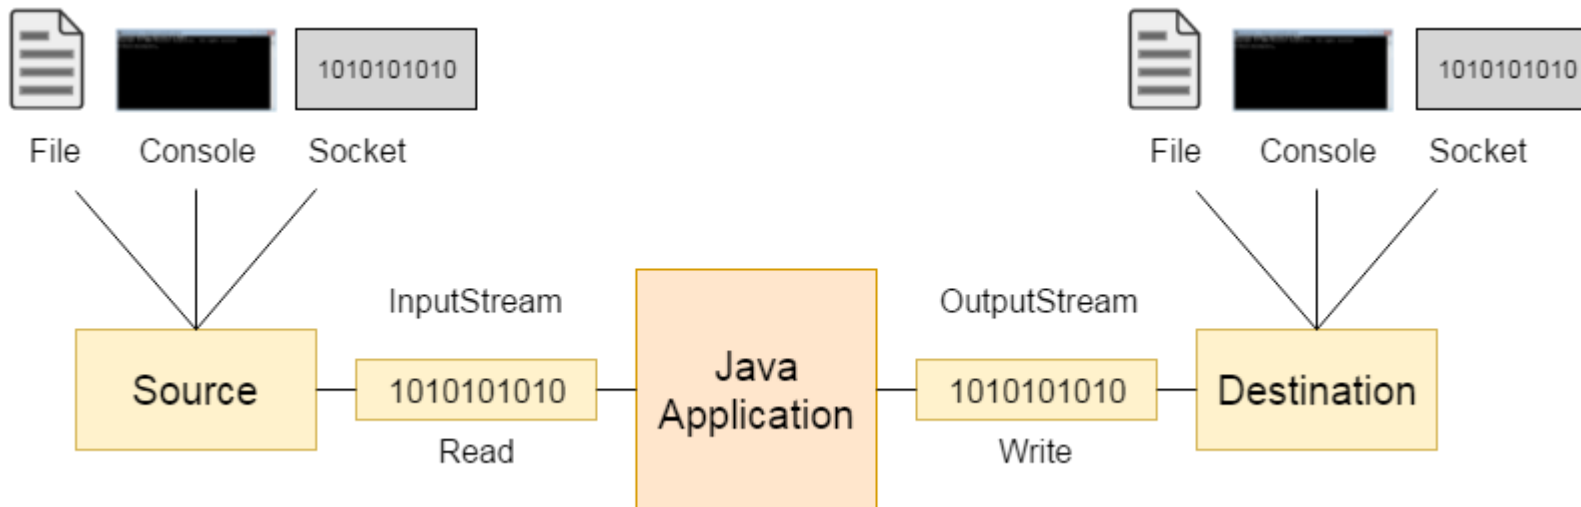 1010101010
1010101010
File Console Socket
File Console Socket
InputStream
OutputStream
Source
1010101010
Java
Application
1010101010
Destination
Read
Write